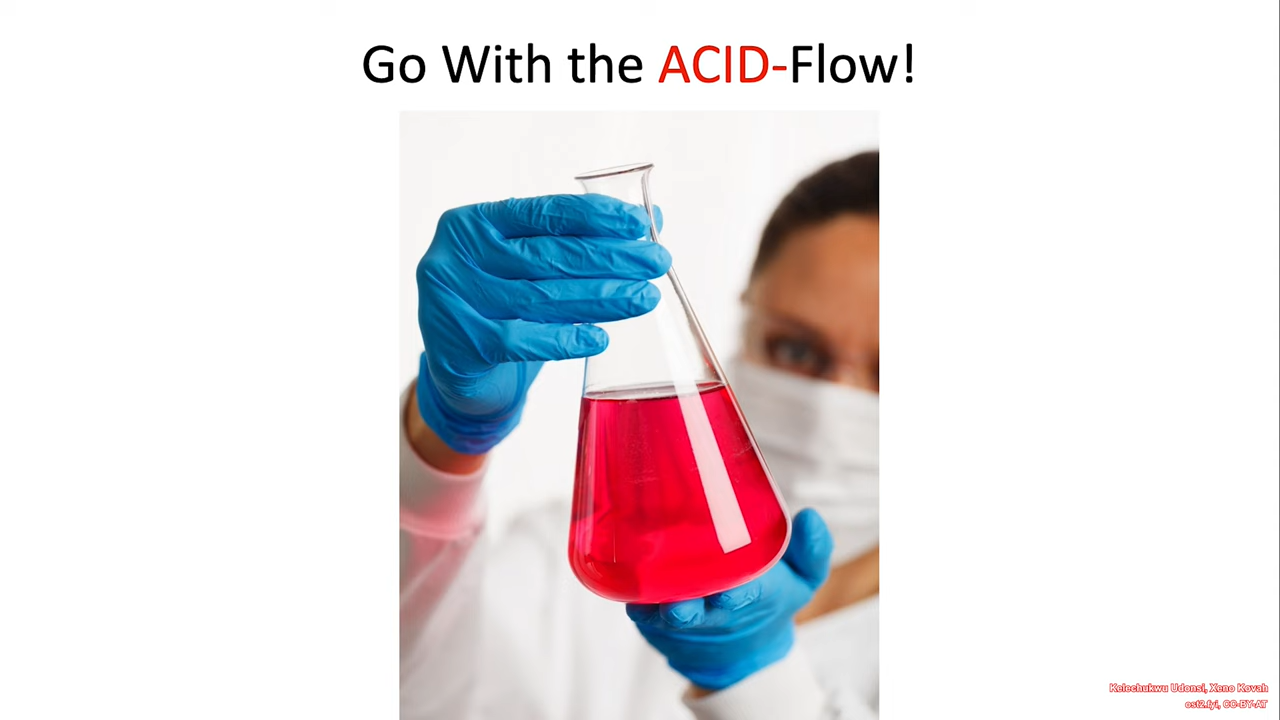 Go With the ACID-Flow!
Kelechukwu Udonsi, Xeno Kovah
ost2.fyi, CC-BY-AT